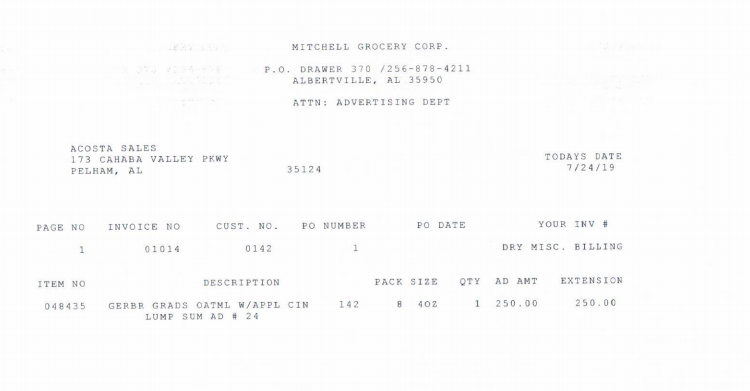 MITCHELL GROCERY CORP.
P.O. DRAWER 370 /256-878-4211
ALBERTVILLE, AL 35950
ATTN: ADVERTISING DEPT
ACOSTA SALES
173 CAHABA VALLEY PKWY TODAYS DATE
PELHAM, AL 35124 7/24/19
PAGE NO INVOICE NO CUST. NO. PO NUMBER PO DATE YOUR INV #
1 01014 0142 1 DRY MISC. BILLING
ITEM NO DESCRIPTION PACK SIZE QTY AD AMT EXTENSION
048435 GERBR GRADS OATML W/APPL CIN 142 8 4OZ 1 250.00 250.00
LUMP SUM AD # 24